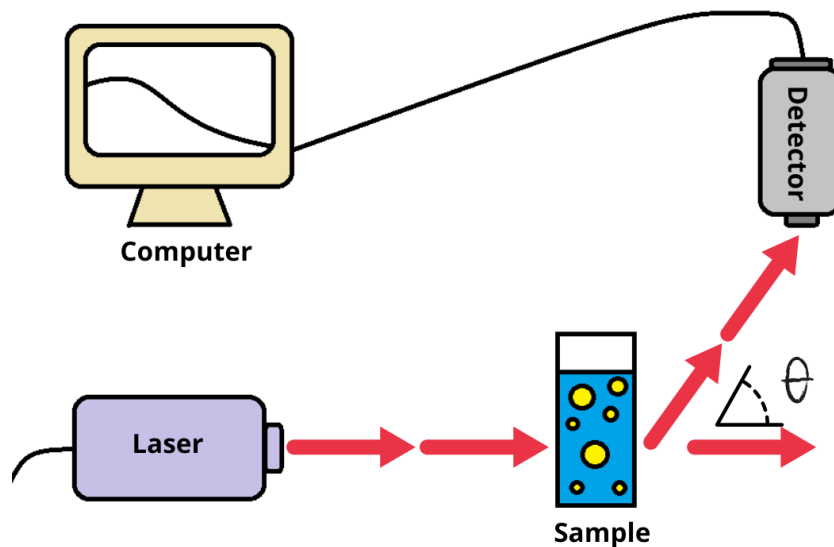 Detector
Computer
θ
Laser
Sample